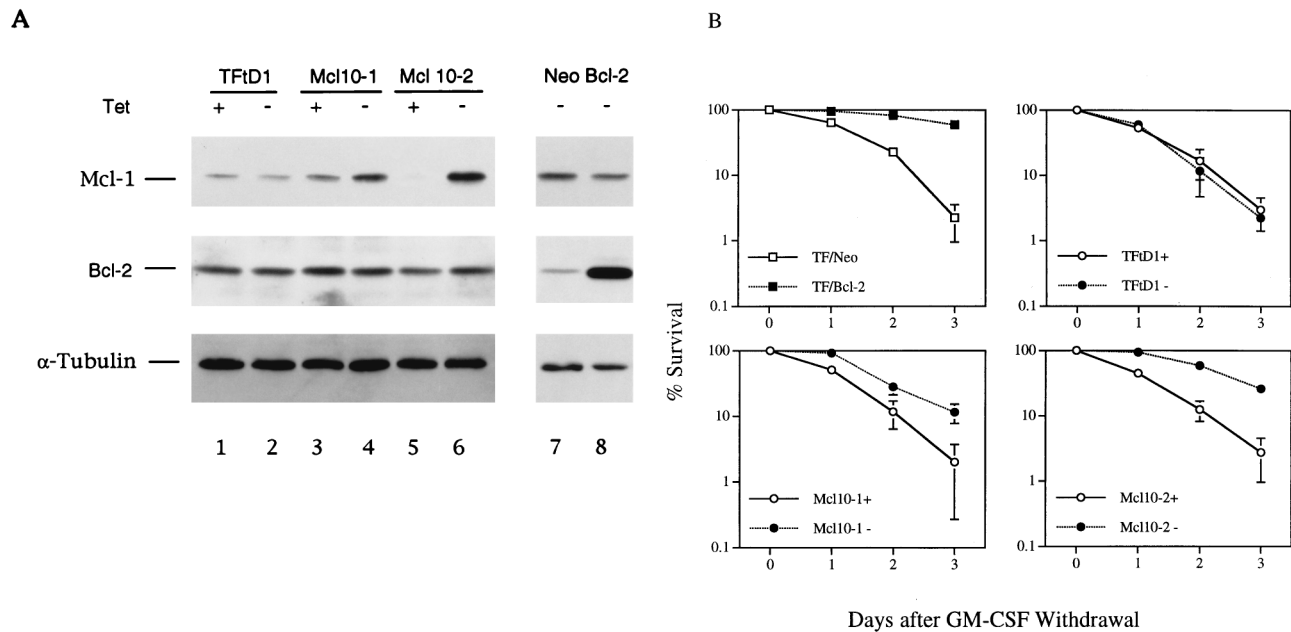 A
TFtD1 Mcl10-1 Mcl 10-2 Neo Bcl-2
Tet + - + - + - - -
Mcl-1
Bcl-2
α-Tubulin
1 2 3 4 5 6 7 8
B
% Survival
100
10
1
0.1
TF/Neo
TF/Bcl-2
0 1 2 3
100
10
1
0.1
TFtD1+
TFtD1 -
0 1 2 3
100
10
1
0.1
Mcl10-1+
Mcl10-1 -
0 1 2 3
100
10
1
0.1
Mcl10-2+
Mcl10-2 -
0 1 2 3
Days after GM-CSF Withdrawal